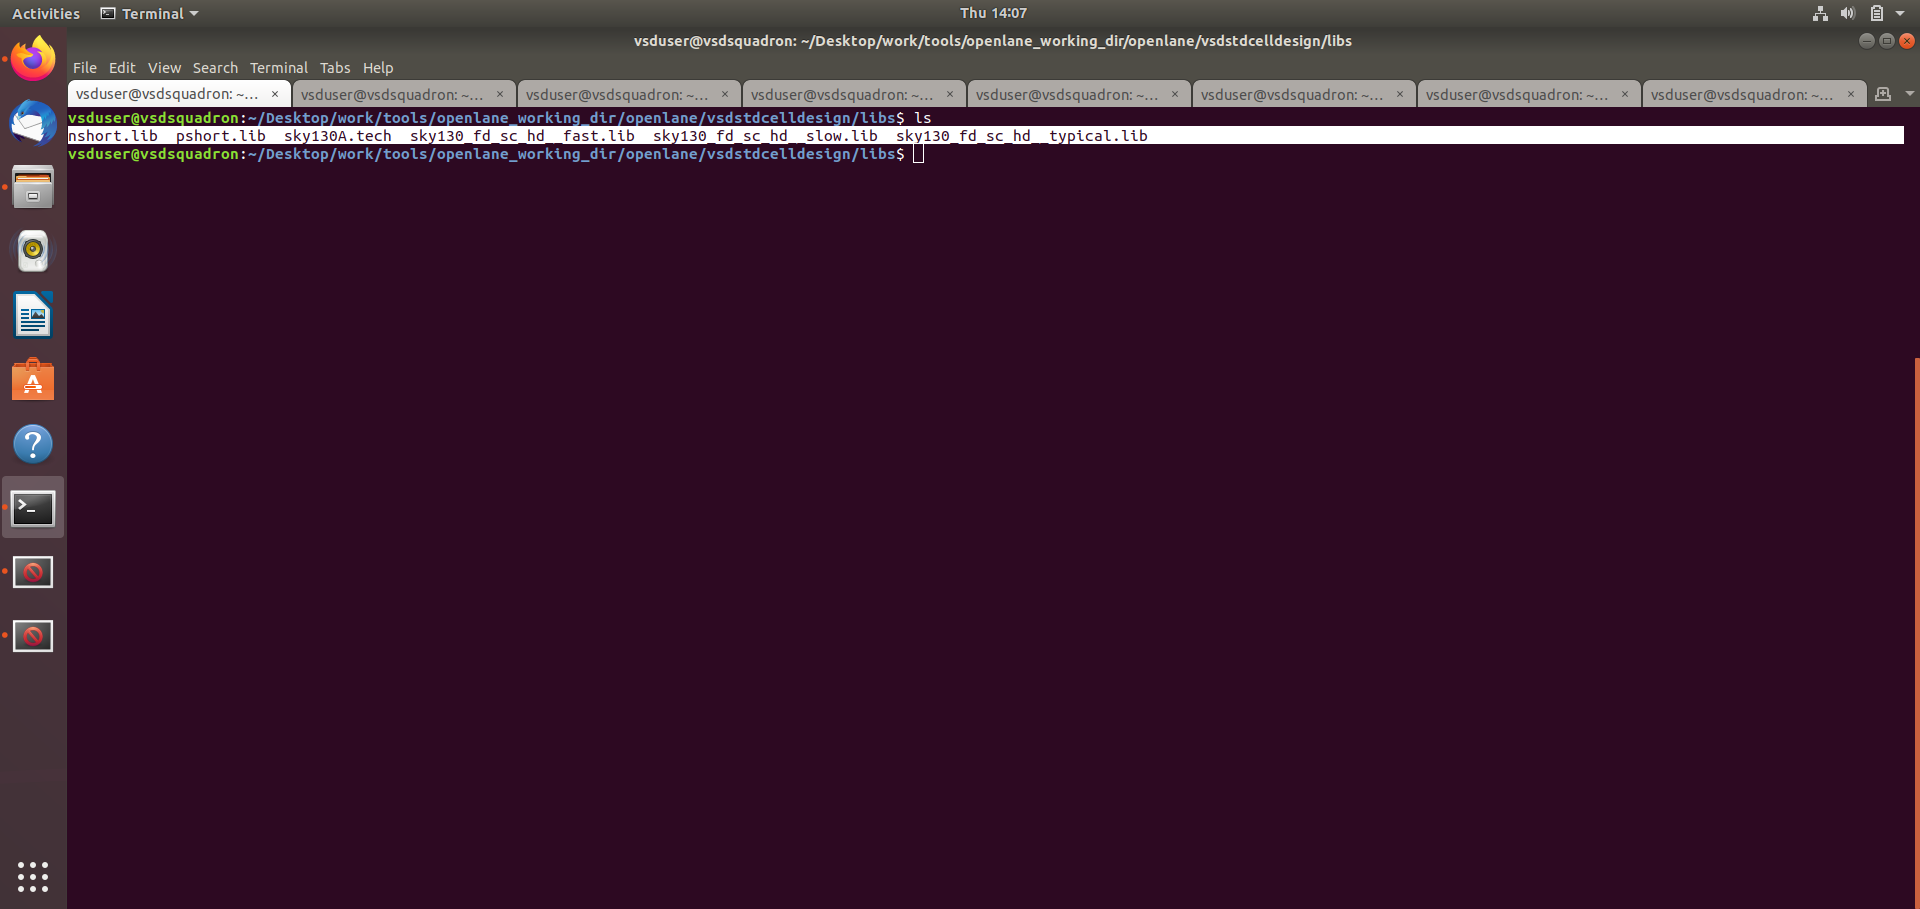 Activities Terminal Thu 14:07
vsduser@vsdsquadron: ~/Desktop/work/tools/openlane_working_dir/openlane/vsdstdcelldesign/libs
File Edit View Search Terminal Tabs Help
vsduser@vsdsquadron: ~... × vsduser@vsdsquadron: ~... × vsduser@vsdsquadron: ~... × vsduser@vsdsquadron: ~... × vsduser@vsdsquadron: ~... × vsduser@vsdsquadron: ~... × vsduser@vsdsquadron: ~... × vsduser@vsdsquadron: ~... ×
vsduser@vsdsquadron:~/Desktop/work/tools/openlane_working_dir/openlane/vsdstdcelldesign/libs$ ls
nshort.lib pshort.lib sky130A.tech sky130_fd_sc_hd__fast.lib sky130_fd_sc_hd__slow.lib sky130_fd_sc_hd__typical.lib
vsduser@vsdsquadron:~/Desktop/work/tools/openlane_working_dir/openlane/vsdstdcelldesign/libs$